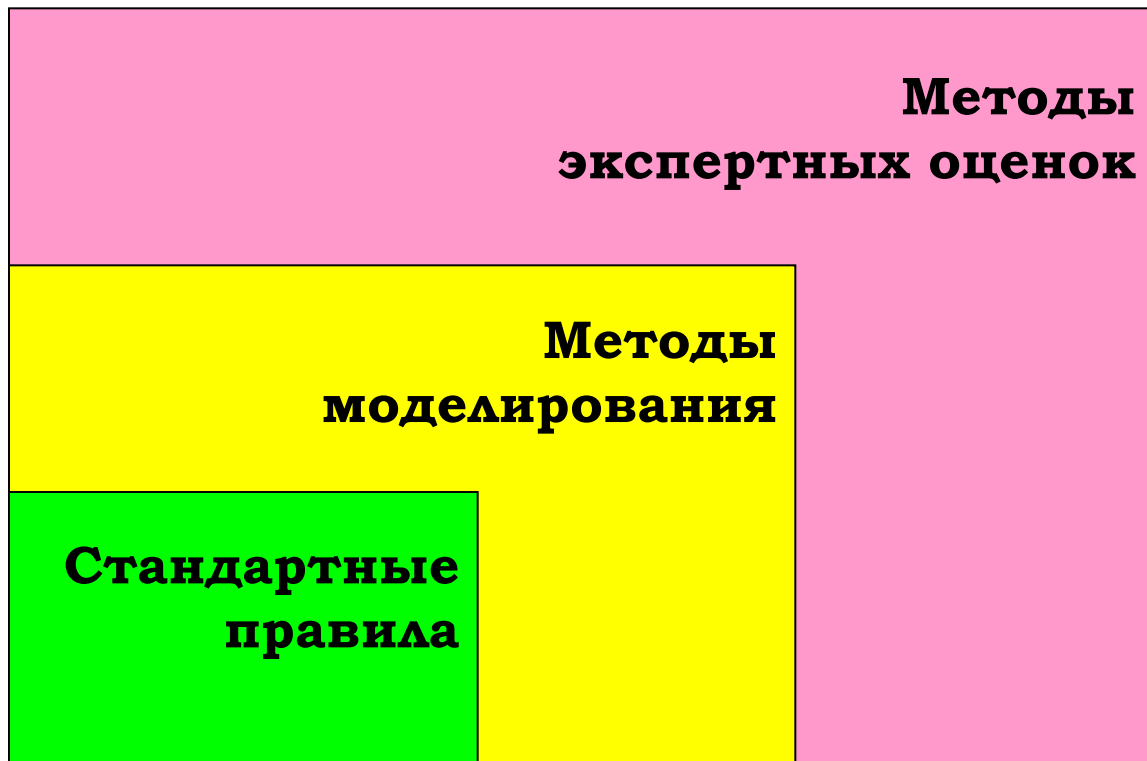 Методы
экспертных оценок
Методы
моделирования
Стандартные
правила